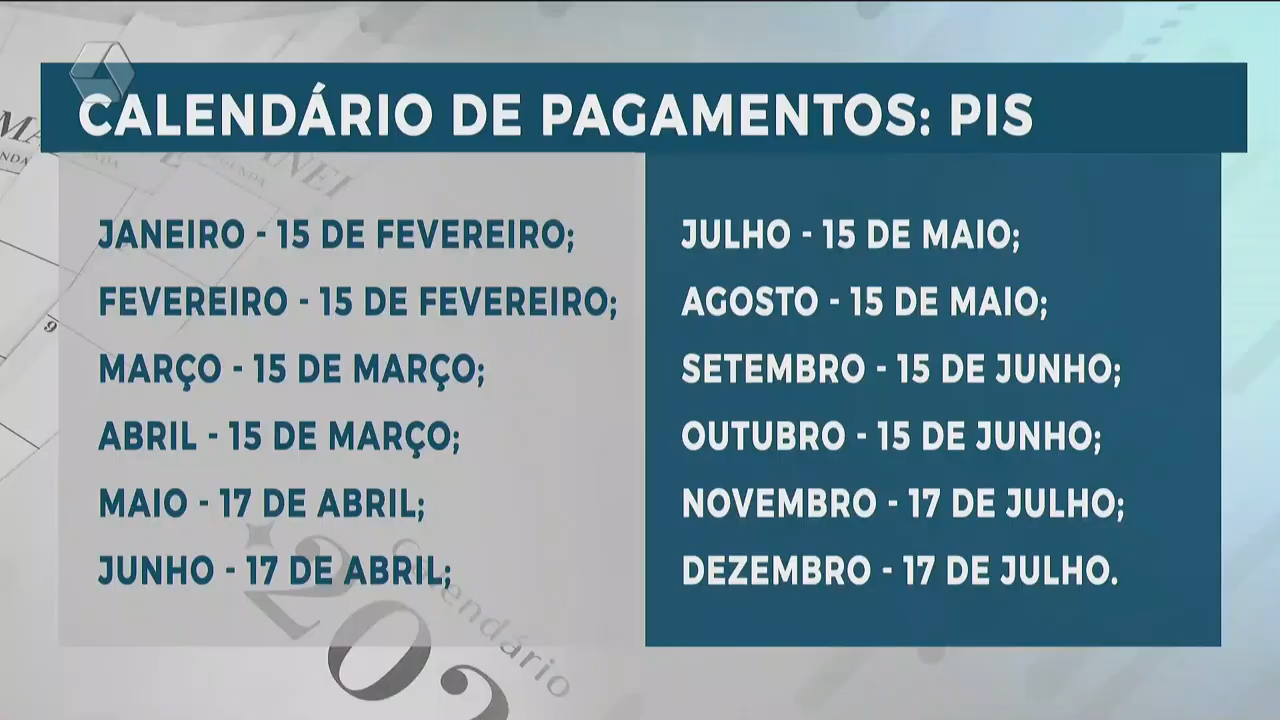 CALENDÁRIO DE PAGAMENTOS: PIS
JANEIRO - 15 DE FEVEREIRO;
FEVEREIRO - 15 DE FEVEREIRO;
MARÇO - 15 DE MARÇO;
ABRIL - 15 DE MARÇO;
MAIO - 17 DE ABRIL;
JUNHO - 17 DE ABRIL;
JULHO - 15 DE MAIO;
AGOSTO - 15 DE MAIO;
SETEMBRO - 15 DE JUNHO;
OUTUBRO - 15 DE JUNHO;
NOVEMBRO - 17 DE JULHO;
DEZEMBRO - 17 DE JULHO.
9
Calendário